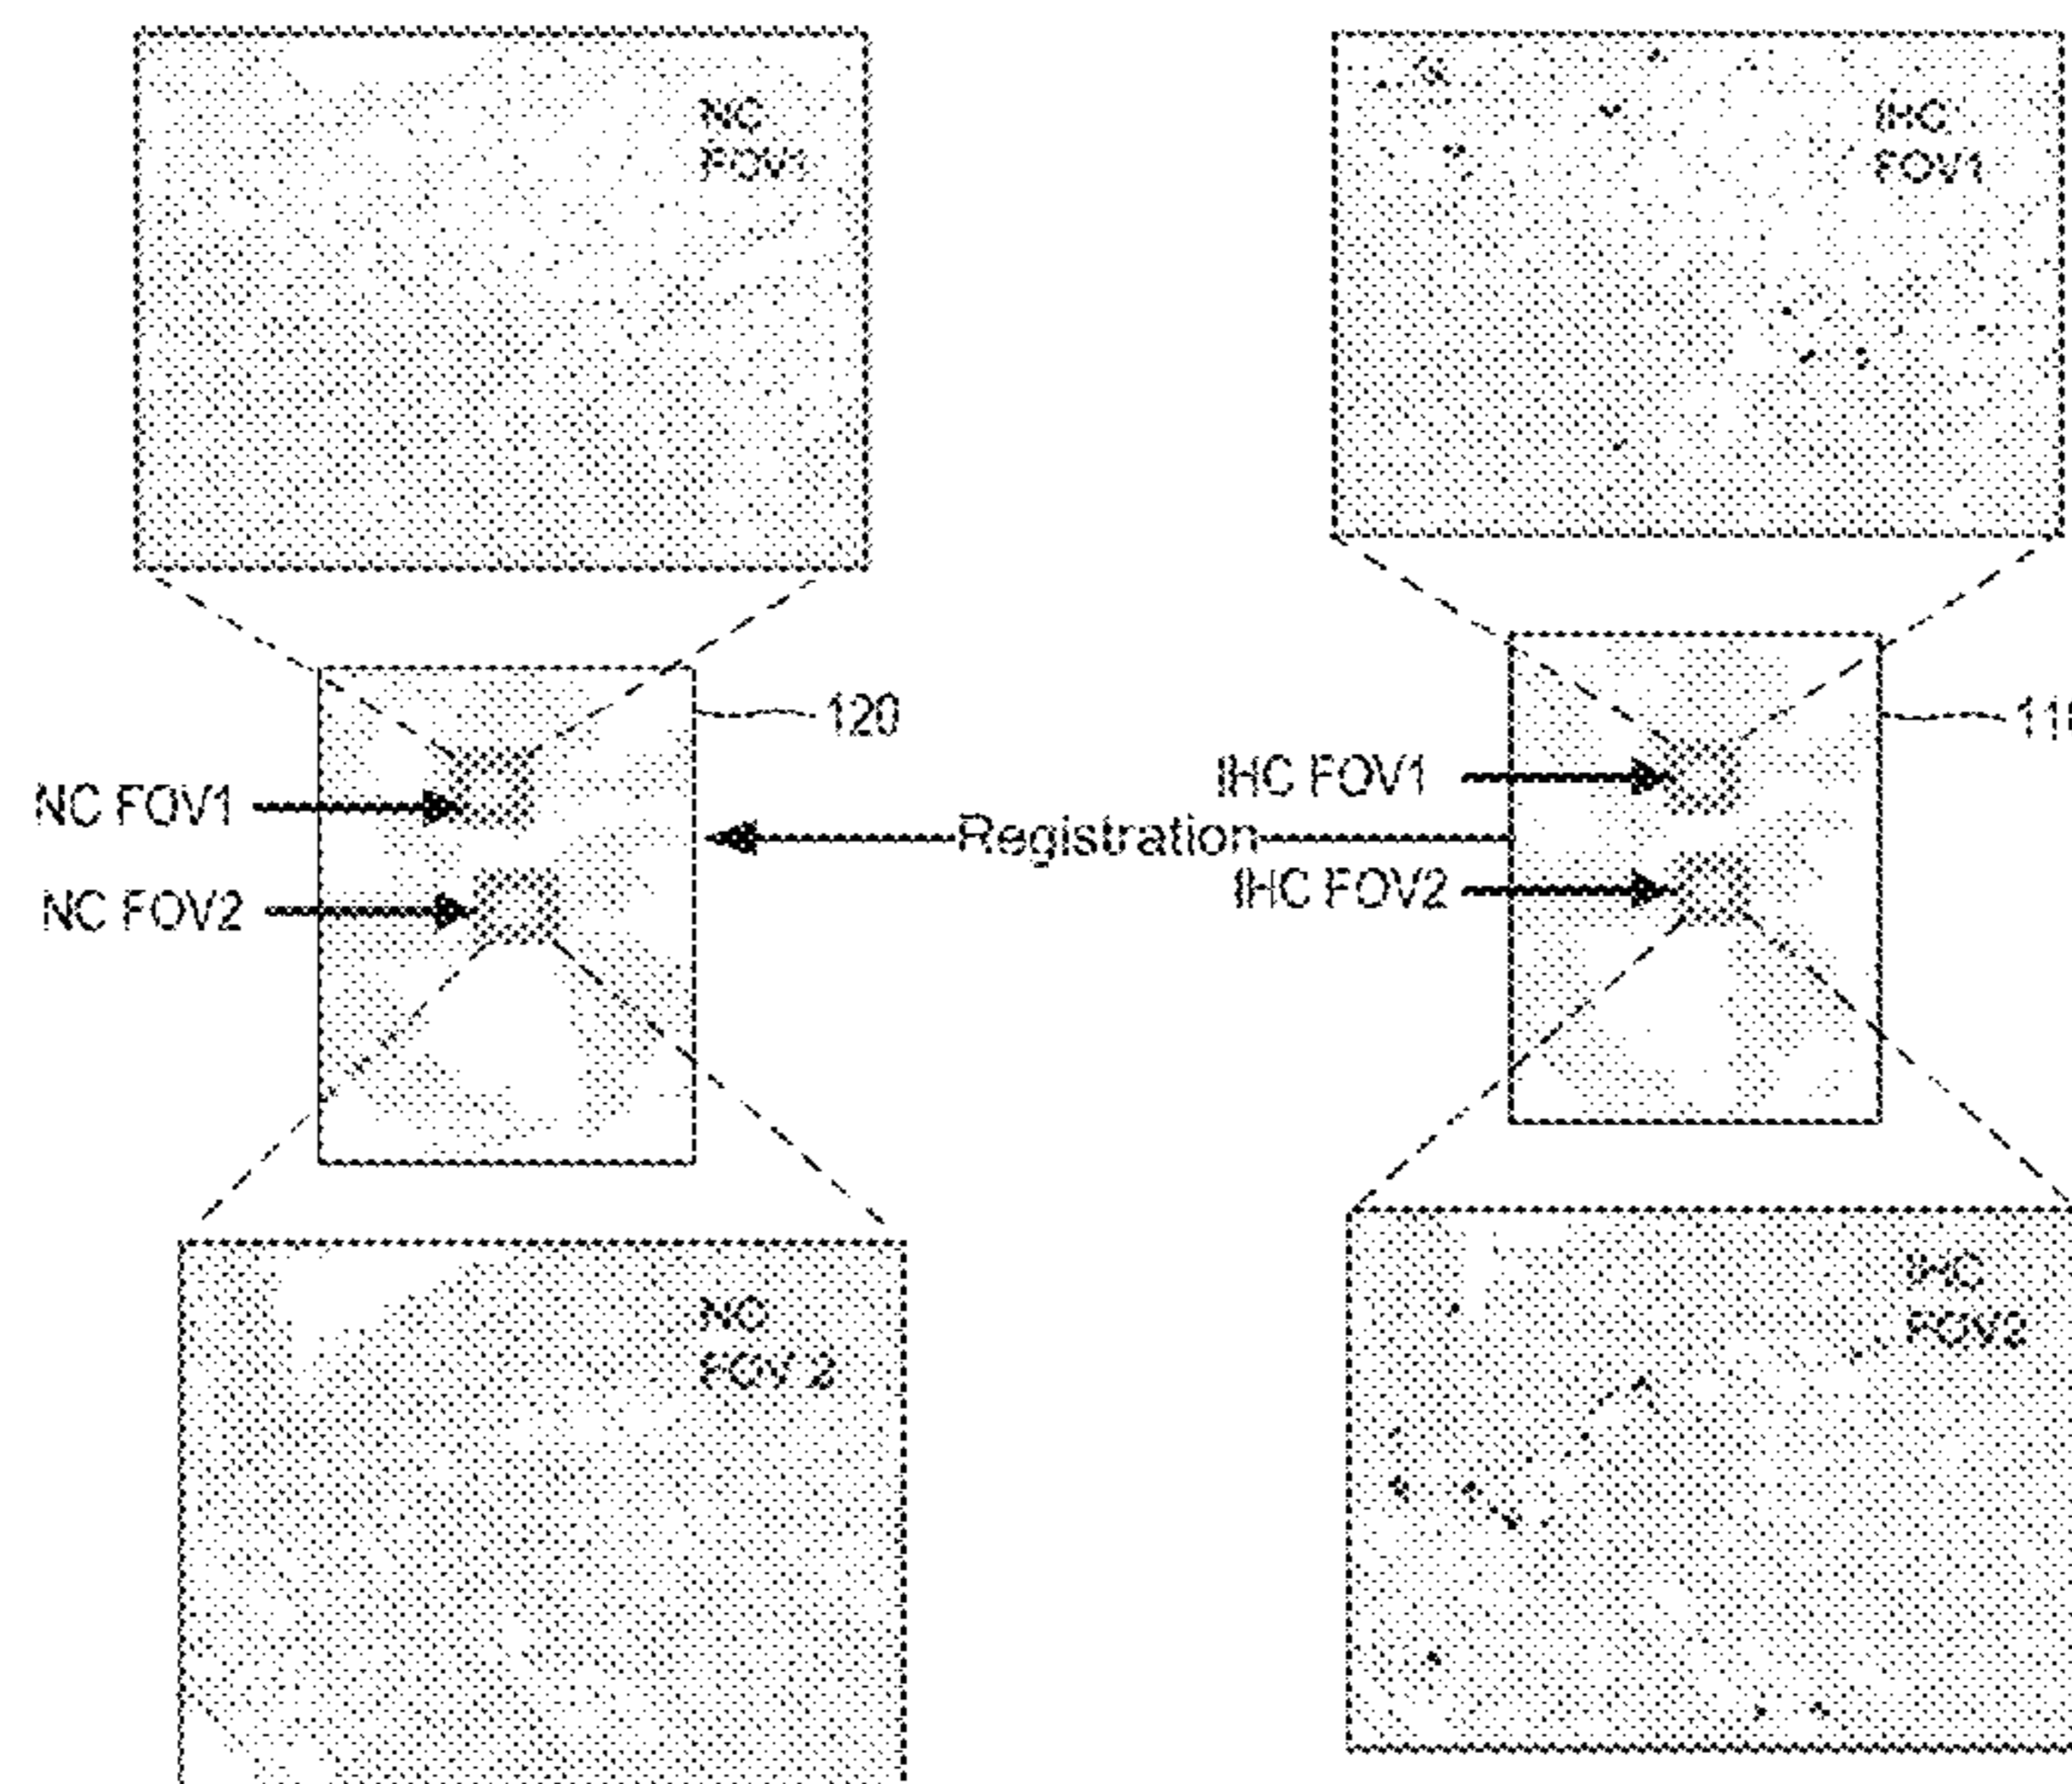 NC
FOV1
IHC
FOV1
120
NC FOV1
IHC FOV1
Registration
NC FOV2
IHC FOV2
NC
FOV 2
IHC
FOV2